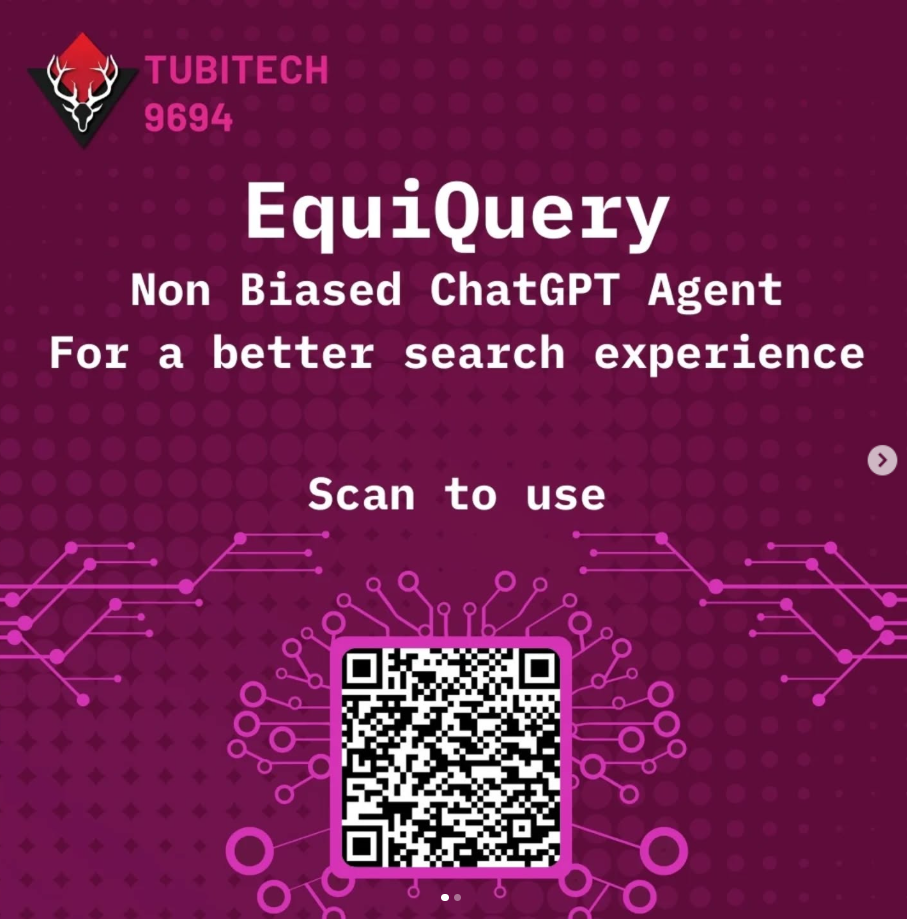 TUBITECH
9694
EquiQuery
Non Biased ChatGPT Agent
For a better search experience
Scan to use